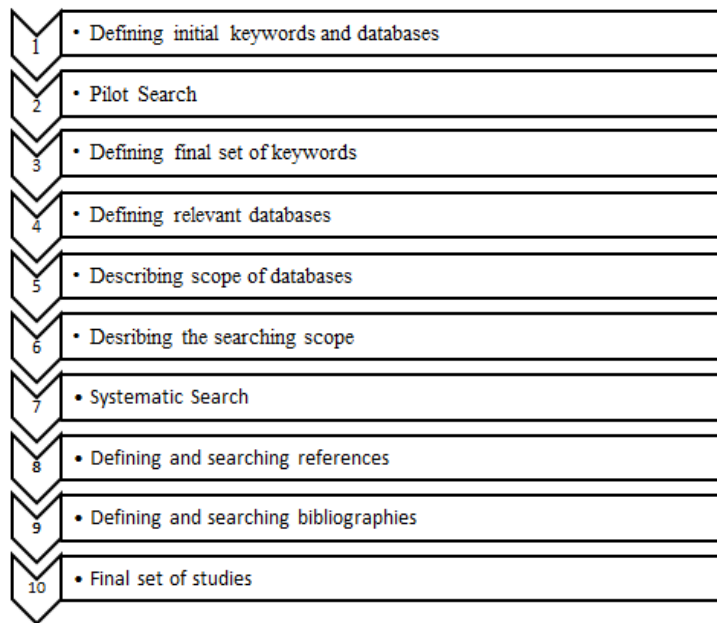 1 • Defining initial keywords and databases
2 • Pilot Search
3 • Defining final set of keywords
4 • Defining relevant databases
5 • Describing scope of databases
6 • Desribing the searching scope
7 • Systematic Search
8 • Defining and searching references
9 • Defining and searching bibliographies
10 • Final set of studies